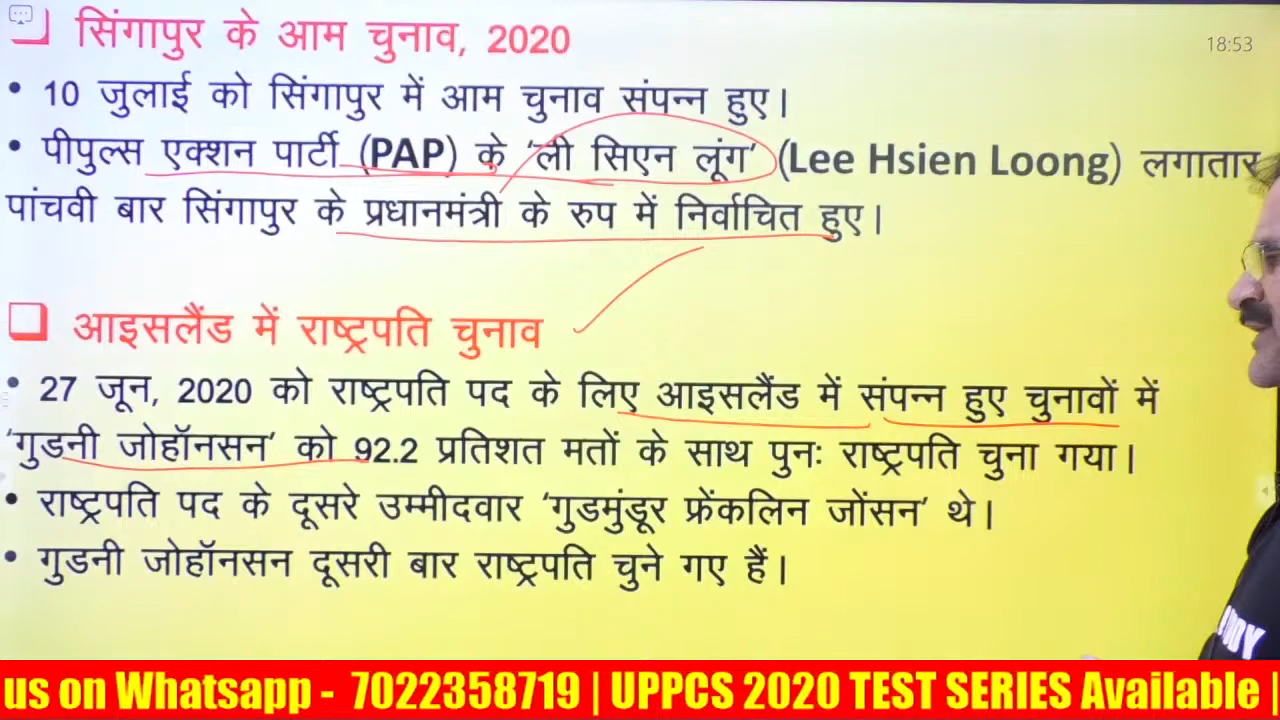 सिंगापुर के आम चुनाव, 2020
18:53
• 10 जुलाई को सिंगापुर में आम चुनाव संपन्न हुए।
• पीपुल्स एक्शन पार्टी (PAP) के ‘ली सिएन लूंग’ (Lee Hsien Loong) लगातार
पांचवी बार सिंगापुर के प्रधानमंत्री के रुप में निर्वाचित हुए।
आइसलैंड में राष्ट्रपति चुनाव
• 27 जून, 2020 को राष्ट्रपति पद के लिए आइसलैंड में संपन्न हुए चुनावों में
‘गुडनी जोहॉनसन’ को 92.2 प्रतिशत मतों के साथ पुनः राष्ट्रपति चुना गया।
• राष्ट्रपति पद के दूसरे उम्मीदवार ‘गुडमुंडूर फ्रेंकलिन जोंसन’ थे।
• गुडनी जोहॉनसन दूसरी बार राष्ट्रपति चुने गए हैं।
us on Whatsapp - 7022358719 | UPPCS 2020 TEST SERIES Available |